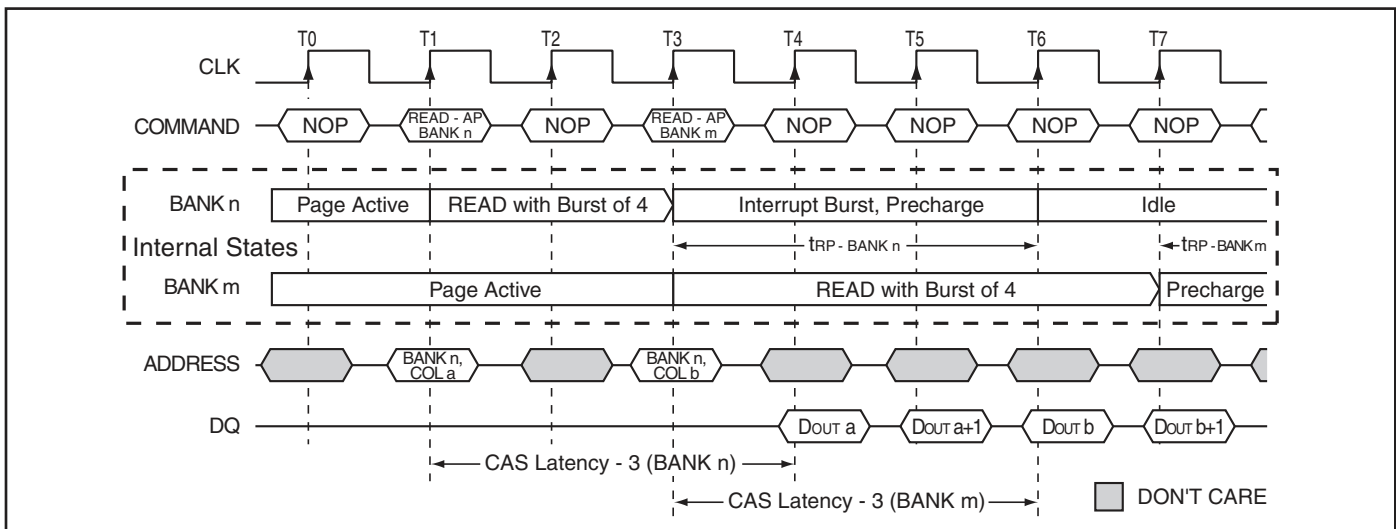 T0 T1 T2 T3 T4 T5 T6 T7
CLK
COMMAND NOP READ - AP BANK n NOP READ - AP BANK m NOP NOP NOP NOP
BANK n Page Active READ with Burst of 4 Interrupt Burst, Precharge Idle
Internal States tRP - BANK n tRP - BANK m
BANK m Page Active READ with Burst of 4 Precharge
ADDRESS BANK n, COL a BANK n, COL b
DQ DOUT a DOUT a+1 DOUT b DOUT b+1
CAS Latency - 3 (BANK n)
CAS Latency - 3 (BANK m) DON'T CARE